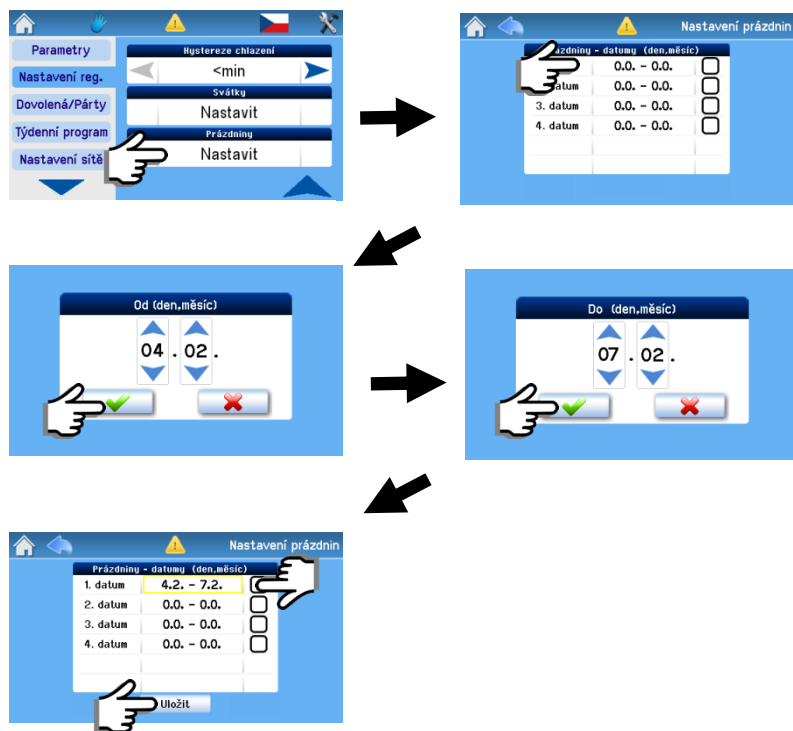 Parametry
Nastavení reg.
Dovolená/Párty
Týdenní program
Nastavení sítě
Hystereze chlazení
<min
Svátky
Nastavit
Prázdniny
Nastavit
Nastavení prázdnin
Prázdniny - datumy (den,měsíc)
0.0. - 0.0.
datum 0.0. - 0.0.
3. datum 0.0. - 0.0.
4. datum 0.0. - 0.0.
Od (den,měsíc)
04 . 02 .
Do (den,měsíc)
07 . 02 .
Nastavení prázdnin
Prázdniny - datumy (den,měsíc)
1. datum 4.2. - 7.2.
2. datum 0.0. - 0.0.
3. datum 0.0. - 0.0.
4. datum 0.0. - 0.0.
Uložit